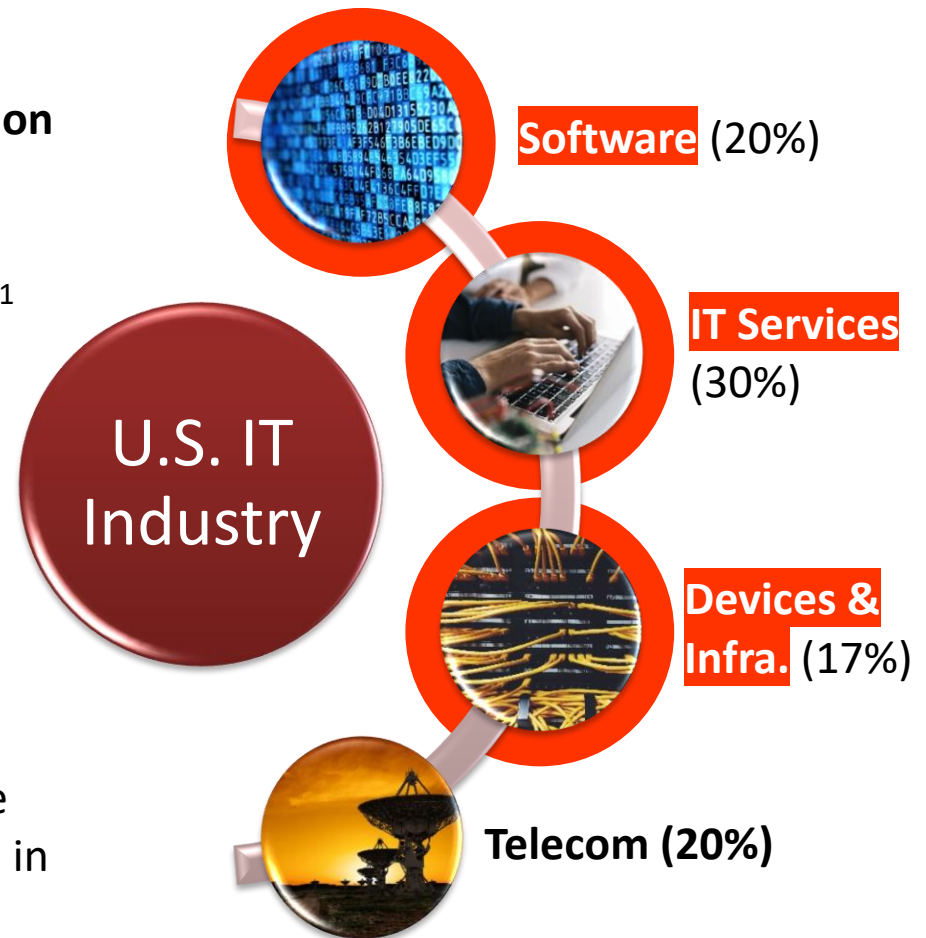 on
Software (20%)
1
IT Services
(30%)
U.S. IT
Industry
Devices &
Infra. (17%)
e
in
Telecom (20%)